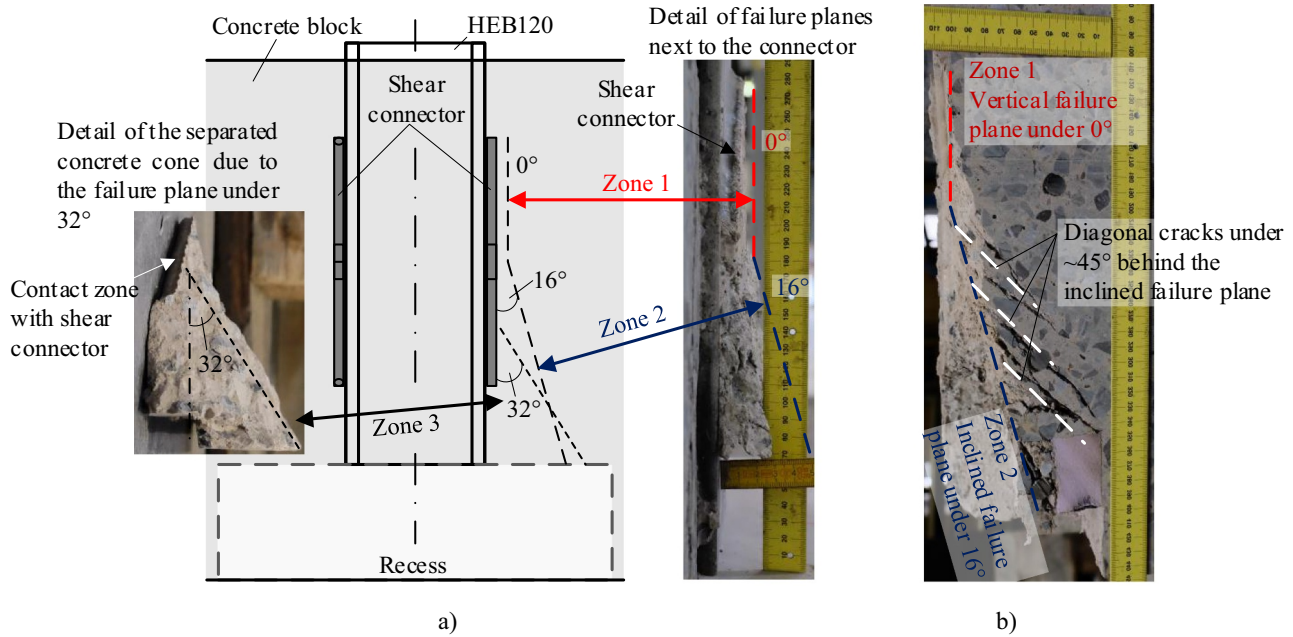 Concrete block
HEB120
Detail of failure planes
next to the connector
Shear
connector
Shear
connector
Detail of the separated
concrete cone due to
the failure plane under
32°
0°
0°
Zone 1
Zone 1
Vertical failure
plane under 0°
Diagonal cracks under
~45° behind the
inclined failure plane
Contact zone
with shear
connector
16°
16°
Zone 2
32°
32°
Zone 3
Zone 2
Inclined failure
plane under 16°
Recess
a)
b)